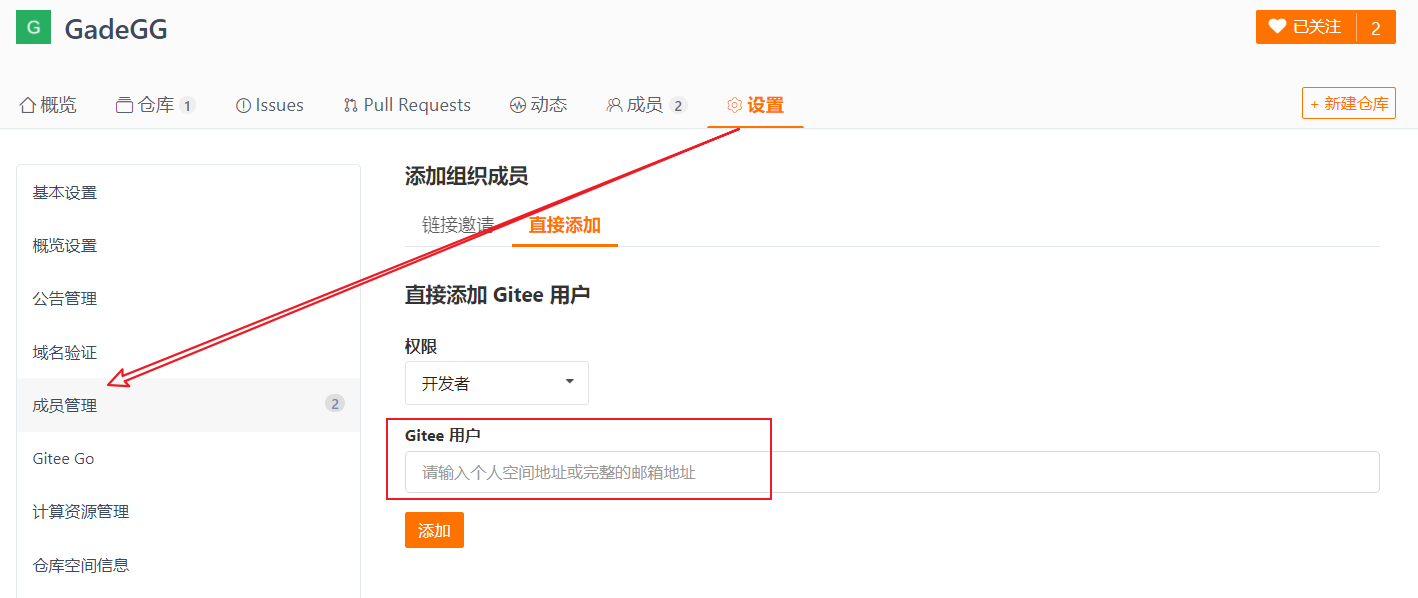 G GadeGG
已关注 2
概览 仓库 1 Issues Pull Requests 动态 成员 2 设置
+ 新建仓库
基本设置
概览设置
公告管理
域名验证
成员管理 2
Gitee Go
计算资源管理
仓库空间信息
添加组织成员
链接邀请 直接添加
直接添加 Gitee 用户
权限
开发者
Gitee 用户
请输入个人空间地址或完整的邮箱地址
添加